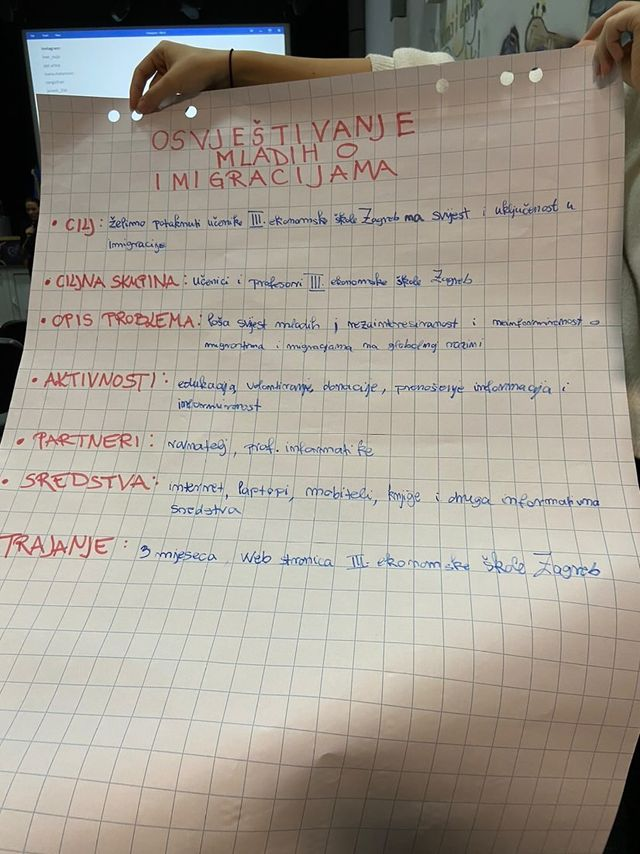 OSVJEŠTIVANJE
MLADIH O
IMIGRACIJAMA
• CILJ: želimo potaknuti učenike III. ekonomske škole Zagreb na svijest i uključenost u
imigracije
• CILJNA SKUPINA: učenici i profesori III ekonomske škole Zagreb
• OPIS PROBLEMA: loša svijest mladih, nezainteresiranost i neinformiranost o
migrantima i migracijama na globalnoj razini
• AKTIVNOSTI: edukacija, volontiranje, donacije, prenošenje informacija i
informiranost
• PARTNERI: ravnatelj, prof. informatike
• SREDSTVA: internet, laptopi, mobiteli, knjige i druga informativna
sredstva
TRAJANJE: 3 mjeseca, web stranica III. ekonomske škole Zagreb